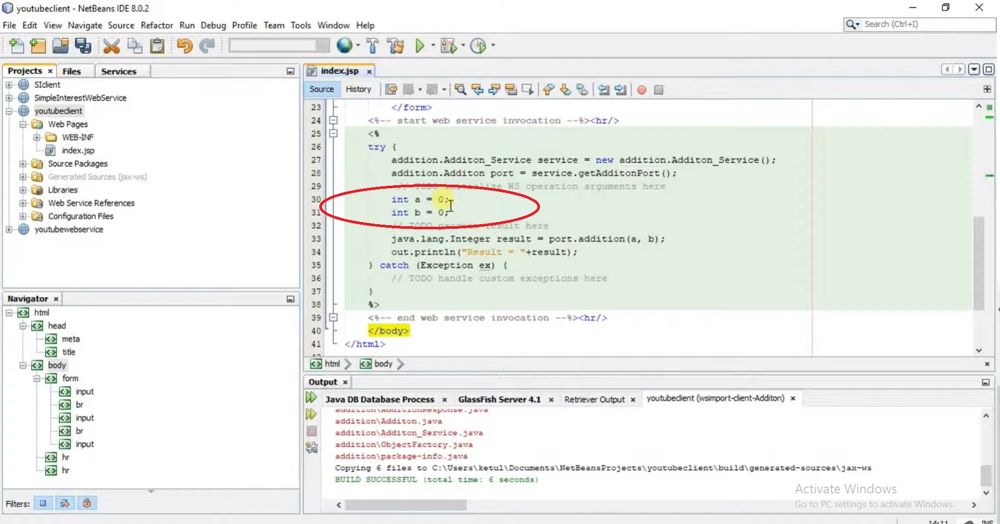 youtubeclient - NetBeans IDE 8.0.2
File Edit View Navigate Source Refactor Run Debug Profile Team Tools Window Help
Search (Ctrl+I)
Projects
Files
Services
SIclient
SimpleInterestWebService
youtubeclient
Web Pages
WEB-INF
index.jsp
Source Packages
Generated Sources (jax-ws)
Libraries
Web Service References
Configuration Files
youtubewebservice
Navigator
html
head
meta
title
body
form
input
br
input
br
input
hr
hr
Filters:
index.jsp
Source History
23 </form>
24 <%-- start web service invocation --%><hr/>
25 <%
26 try {
27 addition.Additon_Service service = new addition.Additon_Service();
28 addition.Additon port = service.getAdditonPort();
29 // TODO initialize WS operation arguments here
30 int a = 0;
31 int b = 0;
32 // TODO process result here
33 java.lang.Integer result = port.addition(a, b);
34 out.println("Result = "+result);
35 } catch (Exception ex) {
36 // TODO handle custom exceptions here
37 }
38 %>
39 <%-- end web service invocation --%><hr/>
40 </body>
41 </html>
html body
Output
Java DB Database Process GlassFish Server 4.1 Retriever Output youtubeclient (wsimport-client-Additon)
addition\AdditionResponse.java
addition\Additon.java
addition\Additon_Service.java
addition\ObjectFactory.java
addition\package-info.java
Copying 6 files to C:\Users\ketul\Documents\NetBeansProjects\youtubeclient\build\generated-sources\jax-ws
BUILD SUCCESSFUL (total time: 6 seconds)
Activate Windows
Go to PC settings to activate Windows.
14:11 INS